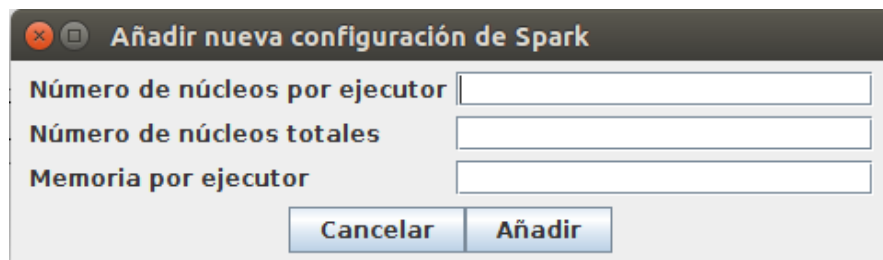 Añadir nueva configuración de Spark
Número de núcleos por ejecutor
Número de núcleos totales
Memoria por ejecutor
Cancelar Añadir